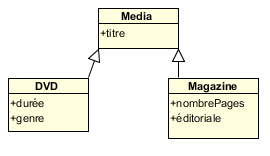 Media
+titre
DVD
+durée
+genre
Magazine
+nombrePages
+éditoriale